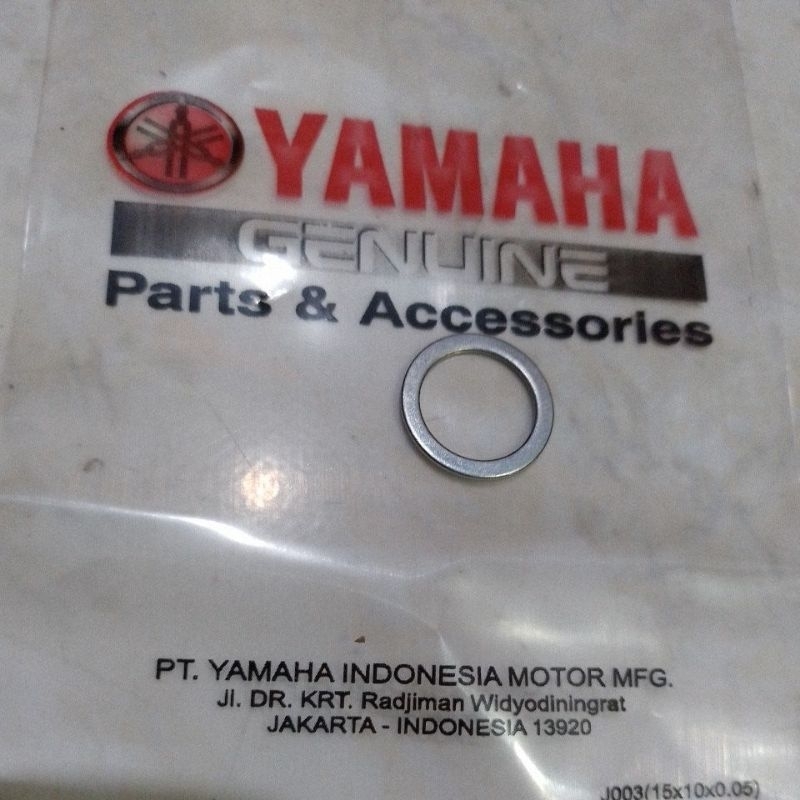 YAMAHA
GENUINE
Parts & Accessories
PT. YAMAHA INDONESIA MOTOR MFG.
Jl. DR. KRT. Radjiman Widyodiningrat
JAKARTA - INDONESIA 13920
J003(15x10x0.05)